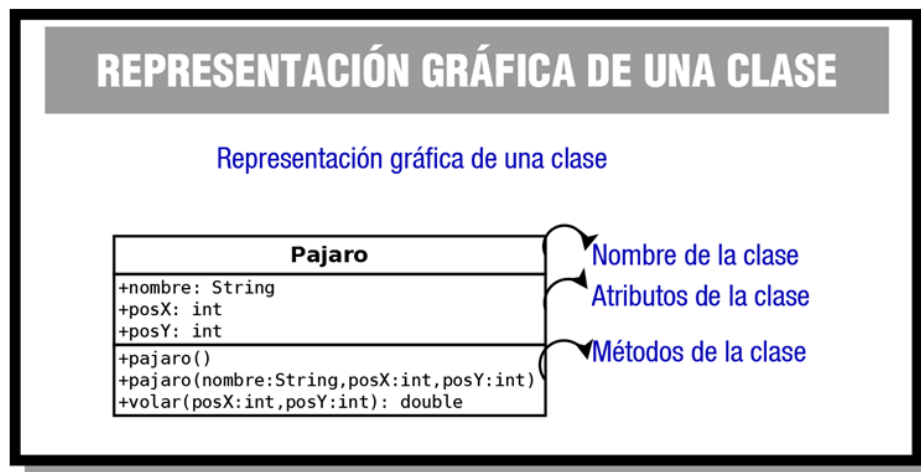 REPRESENTACIÓN GRÁFICA DE UNA CLASE
Representación gráfica de una clase
Pajaro
+nombre: String
+posX: int
+posY: int
+pajaro()
+pajaro(nombre:String,posX:int,posY:int)
+volar(posX:int,posY:int): double
Nombre de la clase
Atributos de la clase
Métodos de la clase